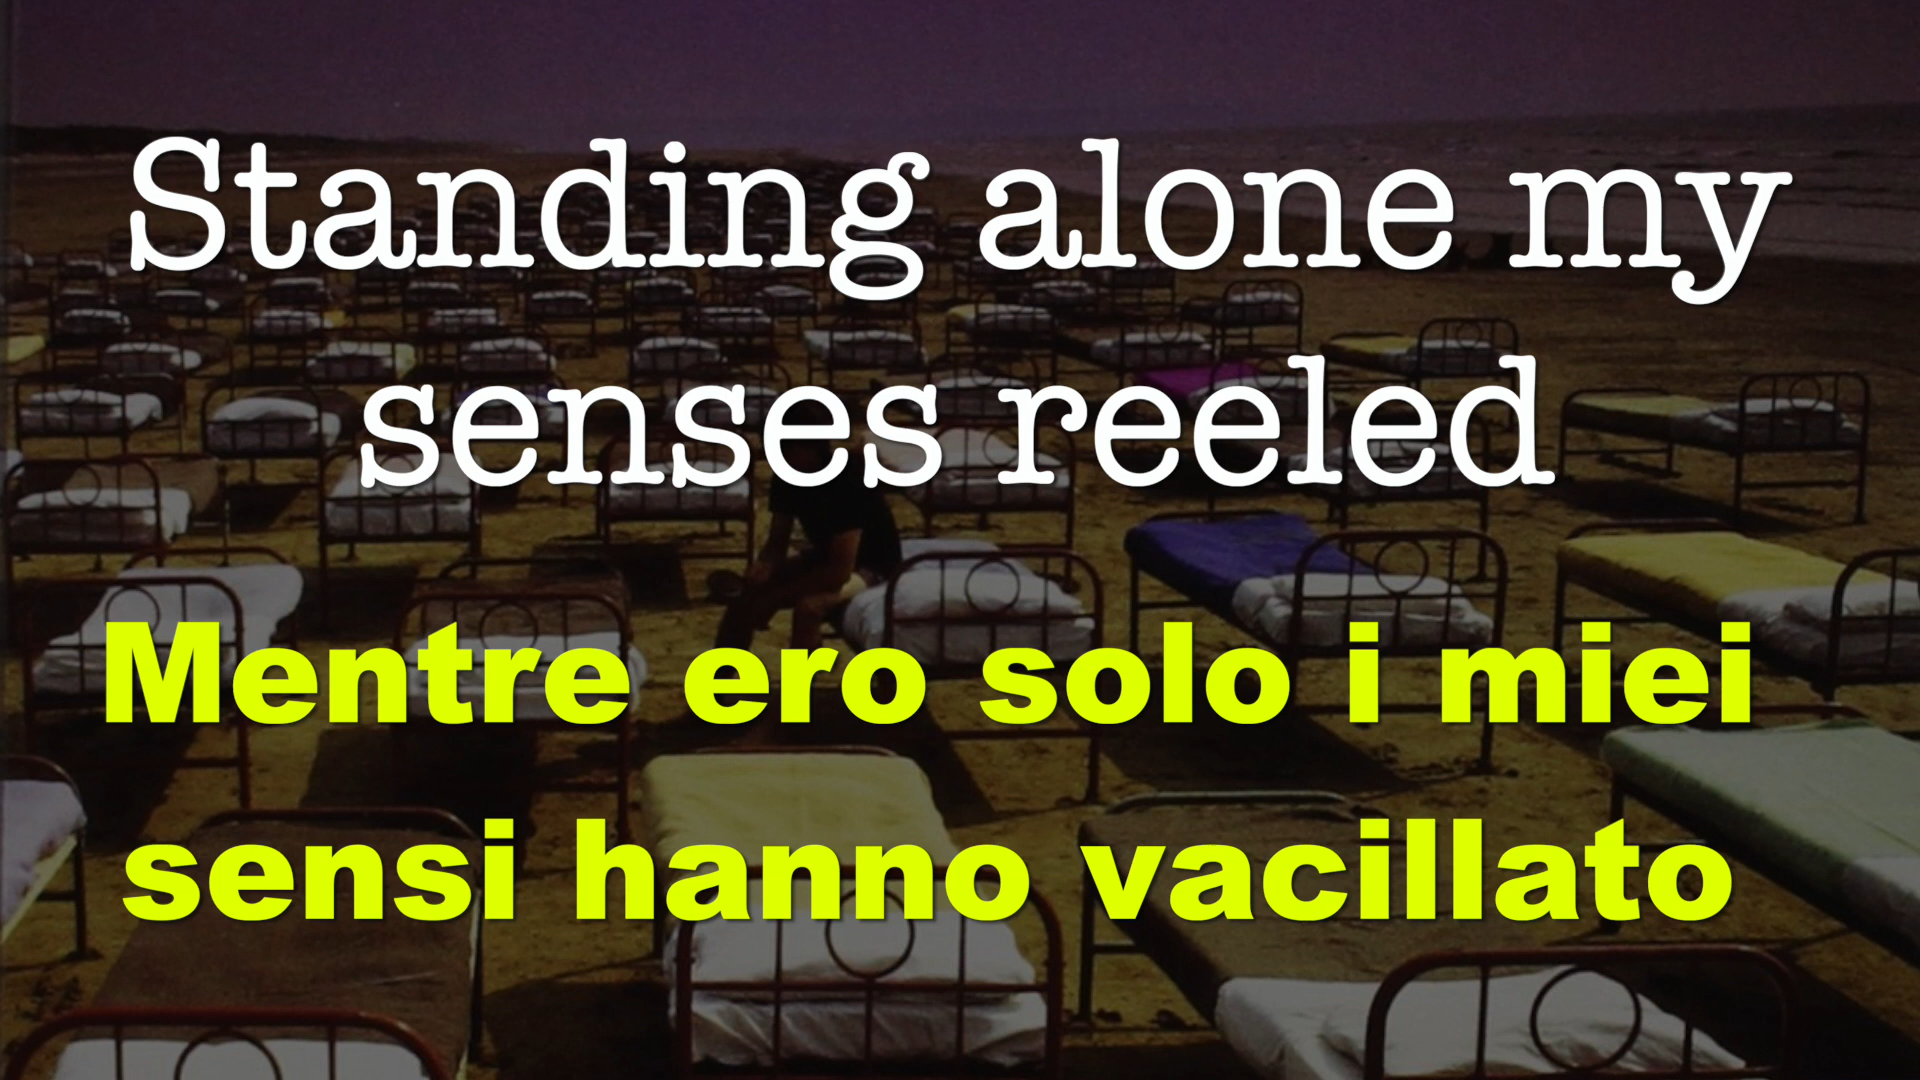 Standing alone my
senses reeled
Mentre ero solo i miei
sensi hanno vacillato